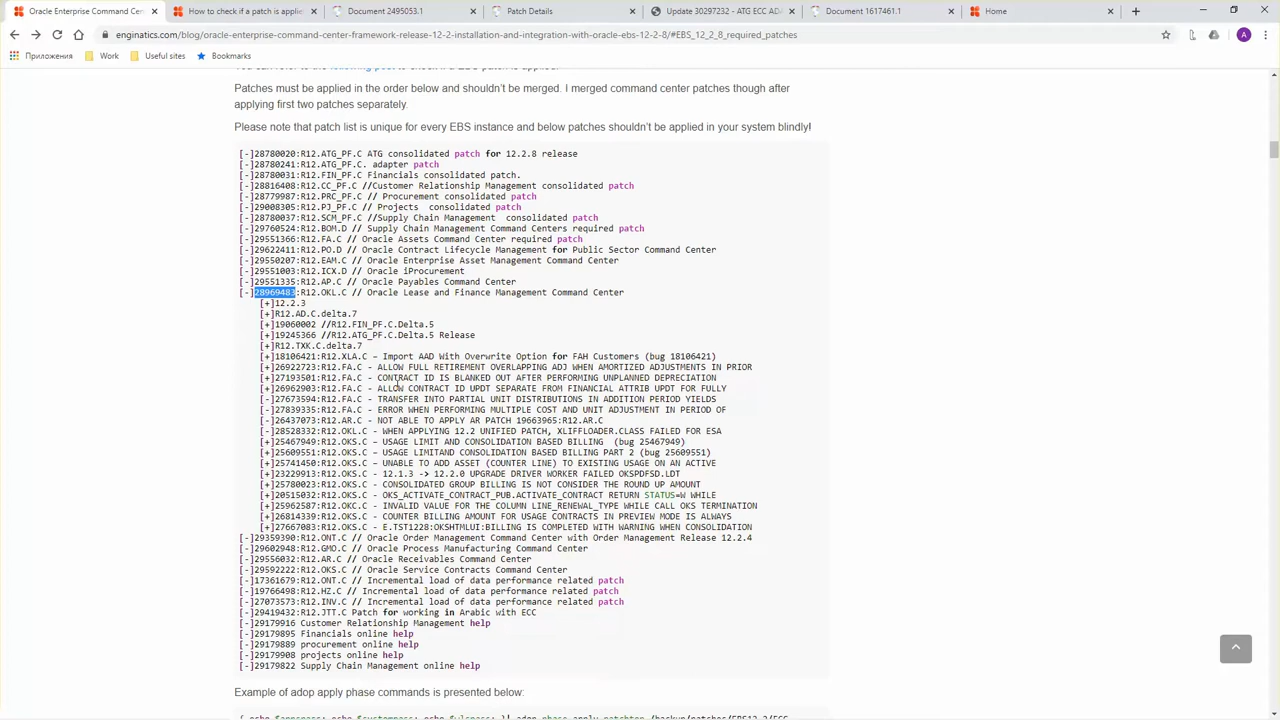 Oracle Enterprise Command Cen
How to check if a patch is applie
Document 2495053.1
Patch Details
Update 30297232 - ATG ECC ADA
Document 1617461.1
Home
enginatics.com/blog/oracle-enterprise-command-center-framework-release-12-2-installation-and-integration-with-oracle-ebs-12-2-8/#EBS_12_2_8_required_patches
A
Приложения Work Useful sites Bookmarks
Patches must be applied in the order below and shouldn't be merged. I merged command center patches though after
applying first two patches separately.
Please note that patch list is unique for every EBS instance and below patches shouldn't be applied in your system blindly!
[-]28780020:R12.ATG_PF.C ATG consolidated patch for 12.2.8 release
[-]28780241:R12.ATG_PF.C. adapter patch
[-]28780031:R12.FIN_PF.C Financials consolidated patch.
[-]28816408:R12.CC_PF.C //Customer Relationship Management consolidated patch
[-]28779987:R12.PRC_PF.C // Procurement consolidated patch
[-]29008305:R12.PJ_PF.C // Projects consolidated patch
[-]28780037:R12.SCM_PF.C //Supply Chain Management consolidated patch
[-]29760524:R12.BOM.D // Supply Chain Management Command Centers required patch
[-]29551366:R12.FA.C // Oracle Assets Command Center required patch
[-]29622411:R12.PO.D // Oracle Contract Lifecycle Management for Public Sector Command Center
[-]29550207:R12.EAM.C // Oracle Enterprise Asset Management Command Center
[-]29551003:R12.ICX.D // Oracle iProcurement
[-]29551335:R12.AP.C // Oracle Payables Command Center
[-]28969483:R12.OKL.C // Oracle Lease and Finance Management Command Center
[+]12.2.3
[+]R12.AD.C.delta.7
[+]19060002 //R12.FIN_PF.C.Delta.5
[+]19245366 //R12.ATG_PF.C.Delta.5 Release
[+]R12.TXK.C.delta.7
[+]18106421:R12.XLA.C – Import AAD With Overwrite Option for FAH Customers (bug 18106421)
[+]26922723:R12.FA.C – ALLOW FULL RETIREMENT OVERLAPPING ADJ WHEN AMORTIZED ADJUSTMENTS IN PRIOR
[+]27193501:R12.FA.C – CONTRACT ID IS BLANKED OUT AFTER PERFORMING UNPLANNED DEPRECIATION
[+]26962903:R12.FA.C – ALLOW CONTRACT ID UPDT SEPARATE FROM FINANCIAL ATTRIB UPDT FOR FULLY
[+]27673594:R12.FA.C – TRANSFER INTO PARTIAL UNIT DISTRIBUTIONS IN ADDITION PERIOD YIELDS
[+]27839335:R12.FA.C – ERROR WHEN PERFORMING MULTIPLE COST AND UNIT ADJUSTMENT IN PERIOD OF
[+]26437073:R12.AR.C – NOT ABLE TO APPLY AR PATCH 19663965:R12.AR.C
[+]28528332:R12.OKL.C – WHEN APPLYING 12.2 UNIFIED PATCH, XLIFFLOADER.CLASS FAILED FOR ESA
[+]25467949:R12.OKS.C – USAGE LIMIT AND CONSOLIDATION BASED BILLING (bug 25467949)
[+]25609551:R12.OKS.C – USAGE LIMITAND CONSOLIDATION BASED BILLING PART 2 (bug 25609551)
[+]25741450:R12.OKS.C – UNABLE TO ADD ASSET (COUNTER LINE) TO EXISTING USAGE ON AN ACTIVE
[+]23229913:R12.OKS.C – 12.1.3 -> 12.2.0 UPGRADE DRIVER WORKER FAILED OKSPDFSD.LDT
[+]25780023:R12.OKS.C – CONSOLIDATED GROUP BILLING IS NOT CONSIDER THE ROUND UP AMOUNT
[+]20515032:R12.OKS.C – OKS_ACTIVATE_CONTRACT_PUB.ACTIVATE_CONTRACT RETURN STATUS=W WHILE
[+]25962587:R12.OKC.C – INVALID VALUE FOR THE COLUMN LINE_RENEWAL_TYPE WHILE CALL OKS TERMINATION
[+]26814339:R12.OKS.C – COUNTER BILLING AMOUNT FOR USAGE CONTRACTS IN PREVIEW MODE IS ALWAYS
[+]27667083:R12.OKS.C – E.TST1228:OKSHTMLUI:BILLING IS COMPLETED WITH WARNING WHEN CONSOLIDATION
[-]29359390:R12.ONT.C // Oracle Order Management Command Center with Order Management Release 12.2.4
[-]29602948:R12.GMO.C // Oracle Process Manufacturing Command Center
[-]29556032:R12.AR.C // Oracle Receivables Command Center
[-]29592222:R12.OKS.C // Oracle Service Contracts Command Center
[-]17361679:R12.ONT.C // Incremental load of data performance related patch
[-]19766498:R12.HZ.C // Incremental load of data performance related patch
[-]27073573:R12.INV.C // Incremental load of data performance related patch
[-]29419432:R12.JTT.C Patch for working in Arabic with ECC
[-]29179916 Customer Relationship Management help
[-]29179895 Financials online help
[-]29179889 procurement online help
[-]29179908 projects online help
[-]29179822 Supply Chain Management online help
Example of adop apply phase commands is presented below: